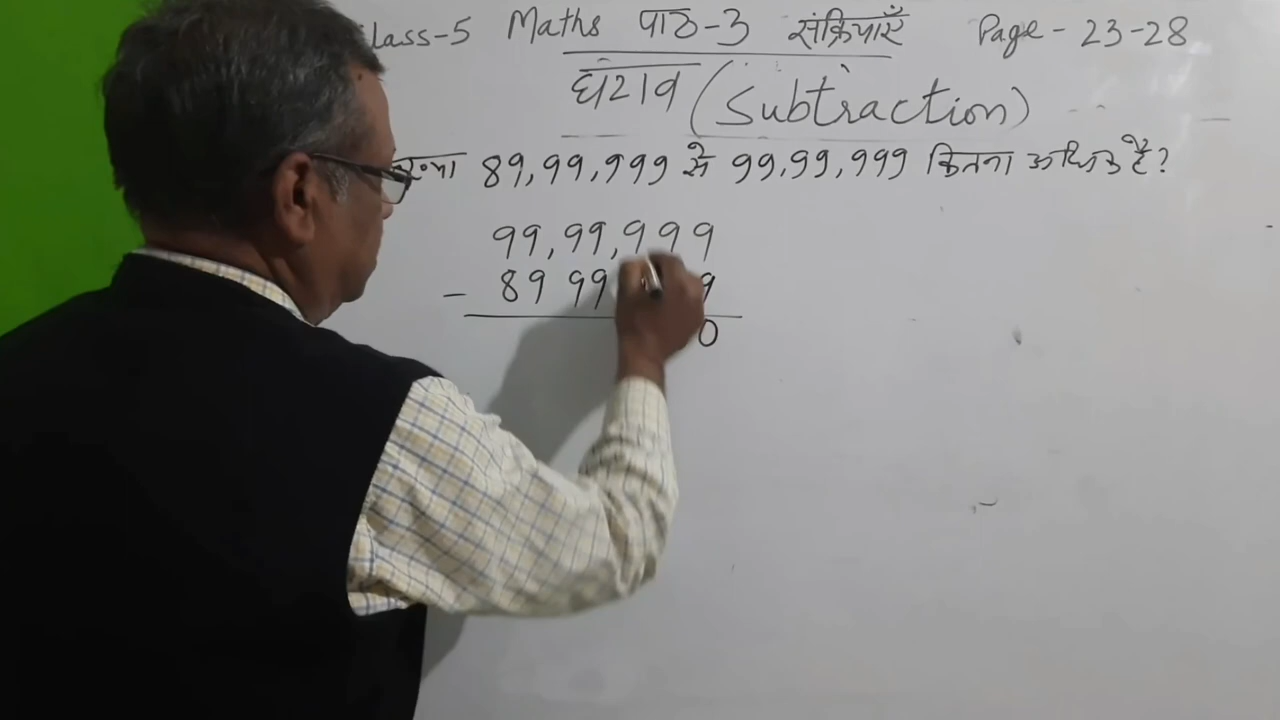 lass-5 Maths पाठ-3 संक्रियाएँ Page - 23-28
घटाव (Subtraction)
89,99,999 से 99,99,999 कितना अधिक है?
99,99,999
- 89 99 9
0